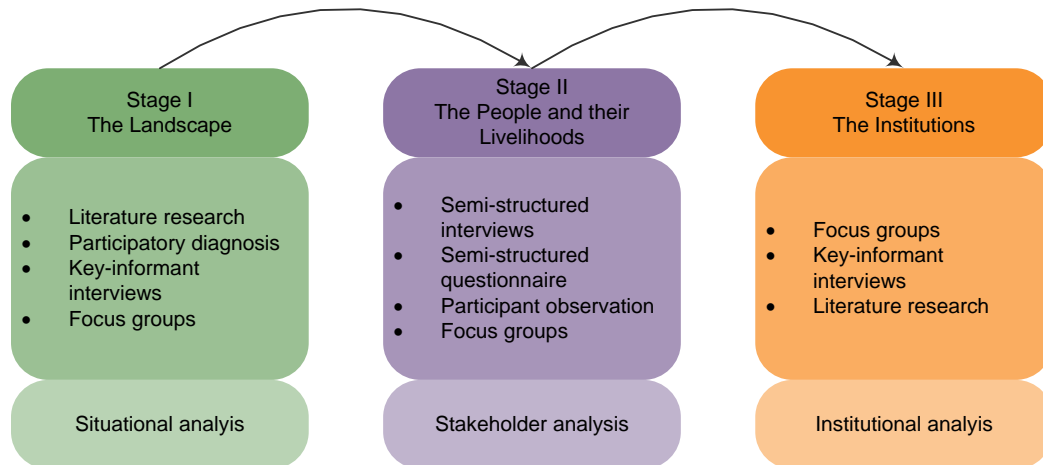 Stage I
The Landscape
• Literature research
• Participatory diagnosis
• Key-informant
interviews
• Focus groups
Situational analyis
Stage II
The People and their
Livelihoods
• Semi-structured
interviews
• Semi-structured
questionnaire
• Participant observation
• Focus groups
Stakeholder analysis
Stage III
The Institutions
• Focus groups
• Key-informant
interviews
• Literature research
Institutional analyis